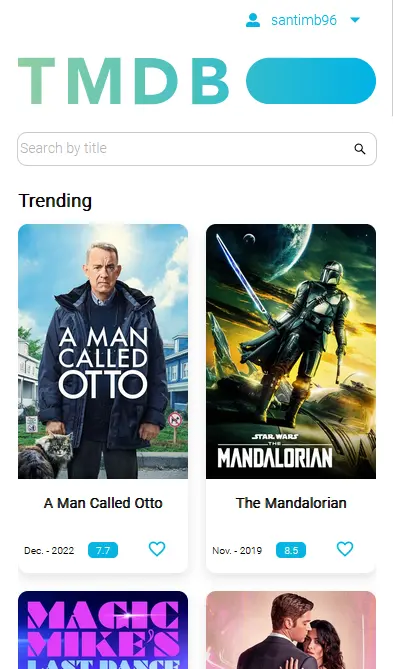 santimb96
TMDB
Search by title
Trending
A MAN
CALLED
OTTO
STAR WARS
THE
MANDALORIAN
A Man Called Otto
The Mandalorian
Dec. - 2022
7.7
Nov. - 2019
8.5
MAGIC
MIKE'S
LAST DANCE